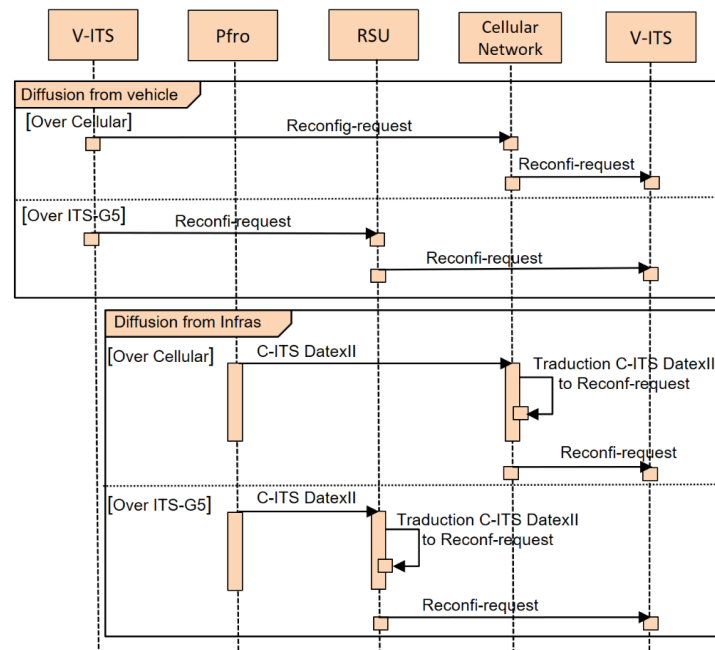 V-ITS
Pfro
RSU
Cellular
Network
V-ITS
Diffusion from vehicle
[Over Cellular]
Reconfig-request
Reconfi-request
[Over ITS-G5]
Reconfi-request
Reconfi-request
Diffusion from Infras
[Over Cellular]
C-ITS DatexII
Traduction C-ITS DatexII
to Reconf-request
Reconfi-request
[Over ITS-G5]
C-ITS DatexII
Traduction C-ITS DatexII
to Reconf-request
Reconfi-request